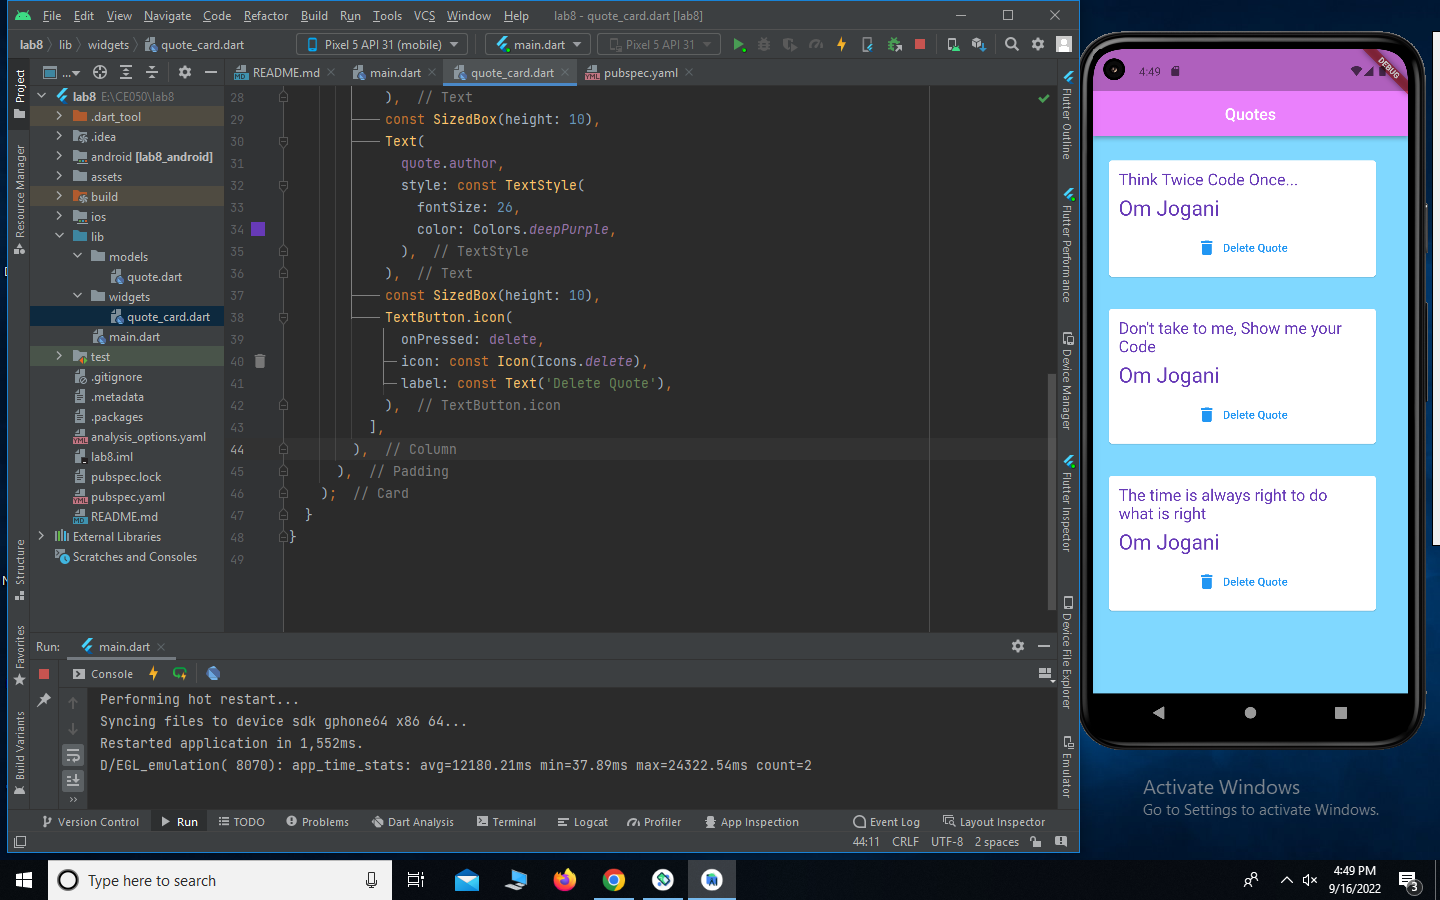 File Edit View Navigate Code Refactor Build Run Tools VCS Window Help lab8 - quote_card.dart [lab8]
lab8 lib widgets quote_card.dart Pixel 5 API 31 (mobile) main.dart Pixel 5 API 31
... README.md main.dart quote_card.dart pubspec.yaml
Project
Resource Manager
Structure
Favorites
Build Variants
lab8 E:\CE050\lab8
.dart_tool
.idea
android [lab8_android]
assets
build
ios
lib
models
quote.dart
widgets
quote_card.dart
main.dart
test
.gitignore
.metadata
.packages
analysis_options.yaml
lab8.iml
pubspec.lock
pubspec.yaml
README.md
External Libraries
Scratches and Consoles
28 ), // Text
29 const SizedBox(height: 10),
30 Text(
31 quote.author,
32 style: const TextStyle(
33 fontSize: 26,
34 color: Colors.deepPurple,
35 ), // TextStyle
36 ), // Text
37 const SizedBox(height: 10),
38 TextButton.icon(
39 onPressed: delete,
40 icon: const Icon(Icons.delete),
41 label: const Text('Delete Quote'),
42 ), // TextButton.icon
43 ],
44 ), // Column
45 ), // Padding
46 ); // Card
47 }
48 }
49
Flutter Outline
Flutter Performance
Device Manager
Flutter Inspector
Device File Explorer
Emulator
Run: main.dart
Console
Performing hot restart...
Syncing files to device sdk gphone64 x86 64...
Restarted application in 1,552ms.
D/EGL_emulation( 8070): app_time_stats: avg=12180.21ms min=37.89ms max=24322.54ms count=2
Version Control Run TODO Problems Dart Analysis Terminal Logcat Profiler App Inspection Event Log Layout Inspector
44:11 CRLF UTF-8 2 spaces
4:49
DEBUG
Quotes
Think Twice Code Once...
Om Jogani
Delete Quote
Don't take to me, Show me your
Code
Om Jogani
Delete Quote
The time is always right to do
what is right
Om Jogani
Delete Quote
Activate Windows
Go to Settings to activate Windows.
Type here to search
4:49 PM
9/16/2022
3